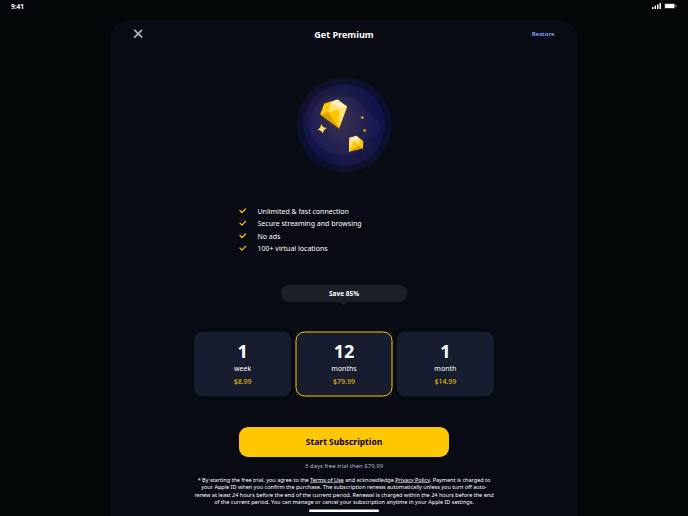 9:41
Get Premium
Restore
Unlimited & fast connection
Secure streaming and browsing
No ads
100+ virtual locations
Save 85%
1
week
$8.99
12
months
$79.99
1
month
$14.99
Start Subscription
3 days free trial then $79,99
* By starting the free trial, you agree to the Terms of Use and acknowledge Privacy Policy. Payment is charged to
your Apple ID when you confirm the purchase. The subscription renews automatically unless you turn off auto-
renew at least 24 hours before the end of the current period. Renewal is charged within the 24 hours before the end
of the current period. You can manage or cancel your subscription anytime in your Apple ID settings.